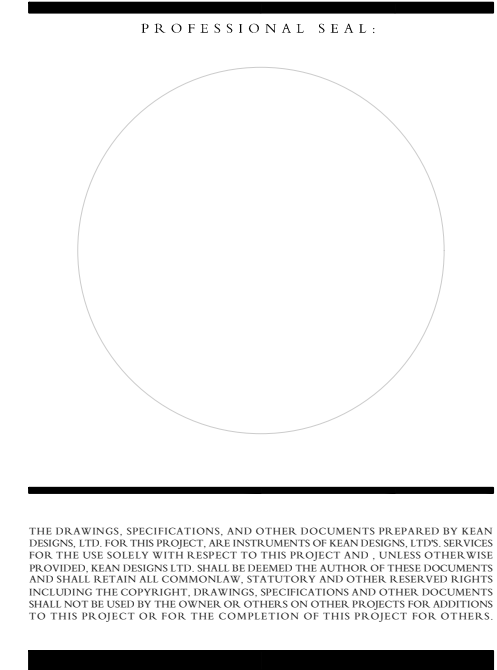 PROFESSIONAL SEAL:
THE DRAWINGS, SPECIFICATIONS, AND OTHER DOCUMENTS PREPARED BY KEAN
DESIGNS, LTD. FOR THIS PROJECT, ARE INSTRUMENTS OF KEAN DESIGNS, LTD'S. SERVICES
FOR THE USE SOLELY WITH RESPECT TO THIS PROJECT AND , UNLESS OTHERWISE
PROVIDED, KEAN DESIGNS LTD. SHALL BE DEEMED THE AUTHOR OF THESE DOCUMENTS
AND SHALL RETAIN ALL COMMONLAW, STATUTORY AND OTHER RESERVED RIGHTS
INCLUDING THE COPYRIGHT, DRAWINGS, SPECIFICATIONS AND OTHER DOCUMENTS
SHALL NOT BE USED BY THE OWNER OR OTHERS ON OTHER PROJECTS FOR ADDITIONS
TO THIS PROJECT OR FOR THE COMPLETION OF THIS PROJECT FOR OTHERS.